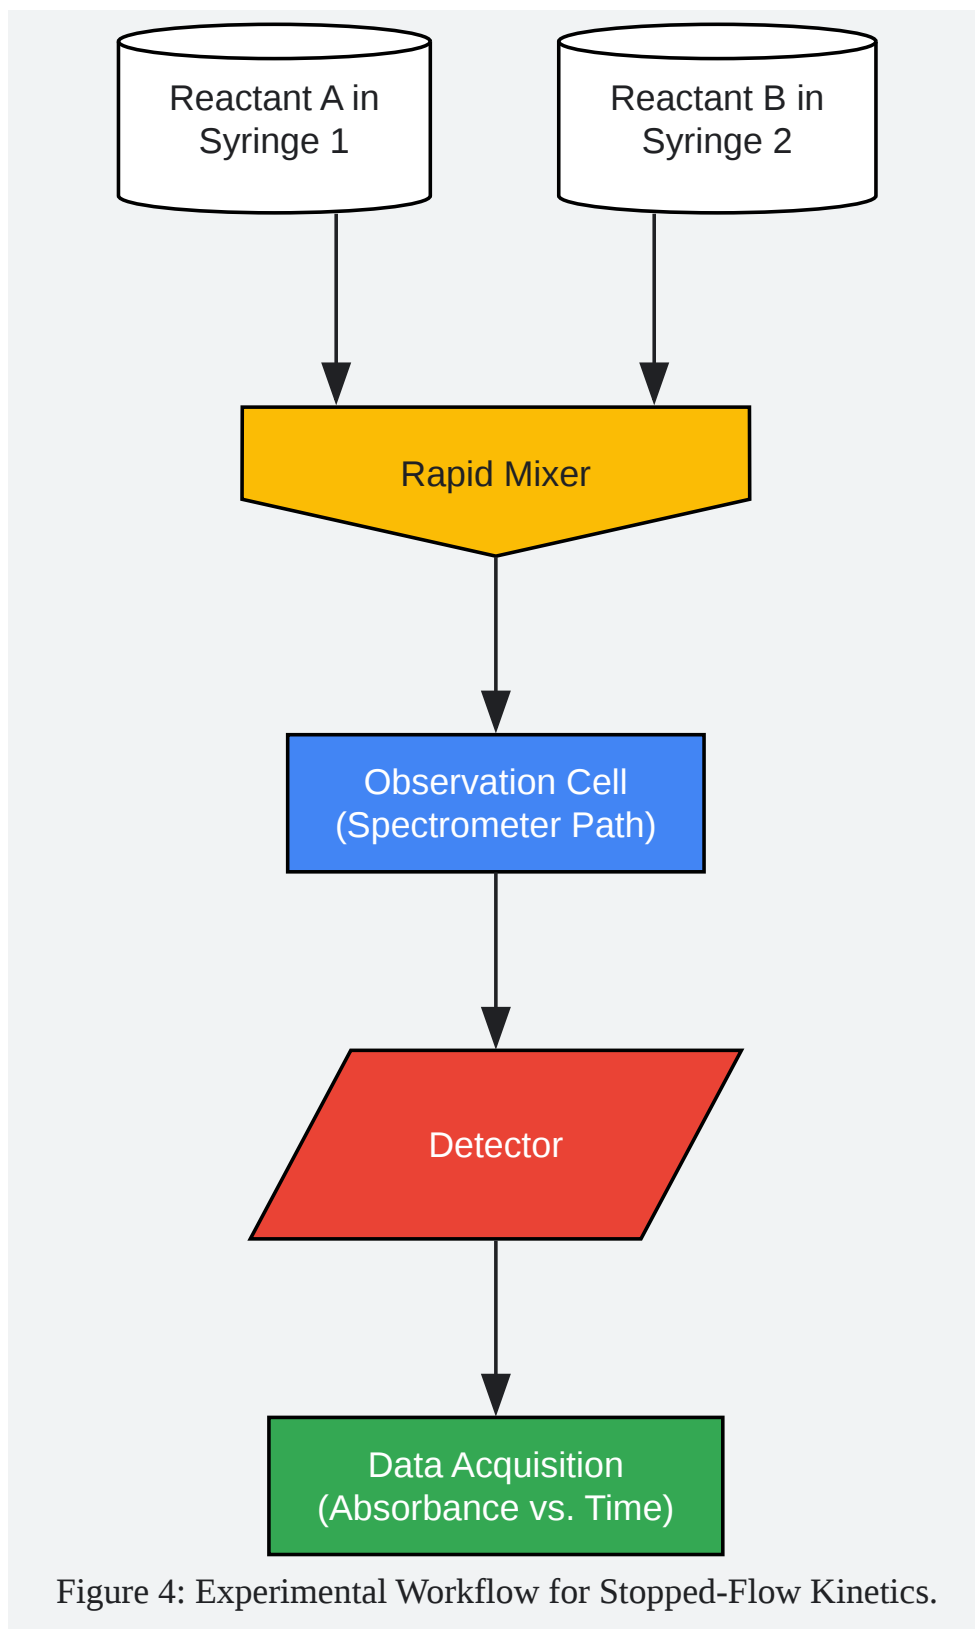 Reactant A in
Syringe 1
Reactant B in
Syringe 2
Rapid Mixer
Observation Cell
(Spectrometer Path)
Detector
Data Acquisition
(Absorbance vs. Time)
Figure 4: Experimental Workflow for Stopped-Flow Kinetics.